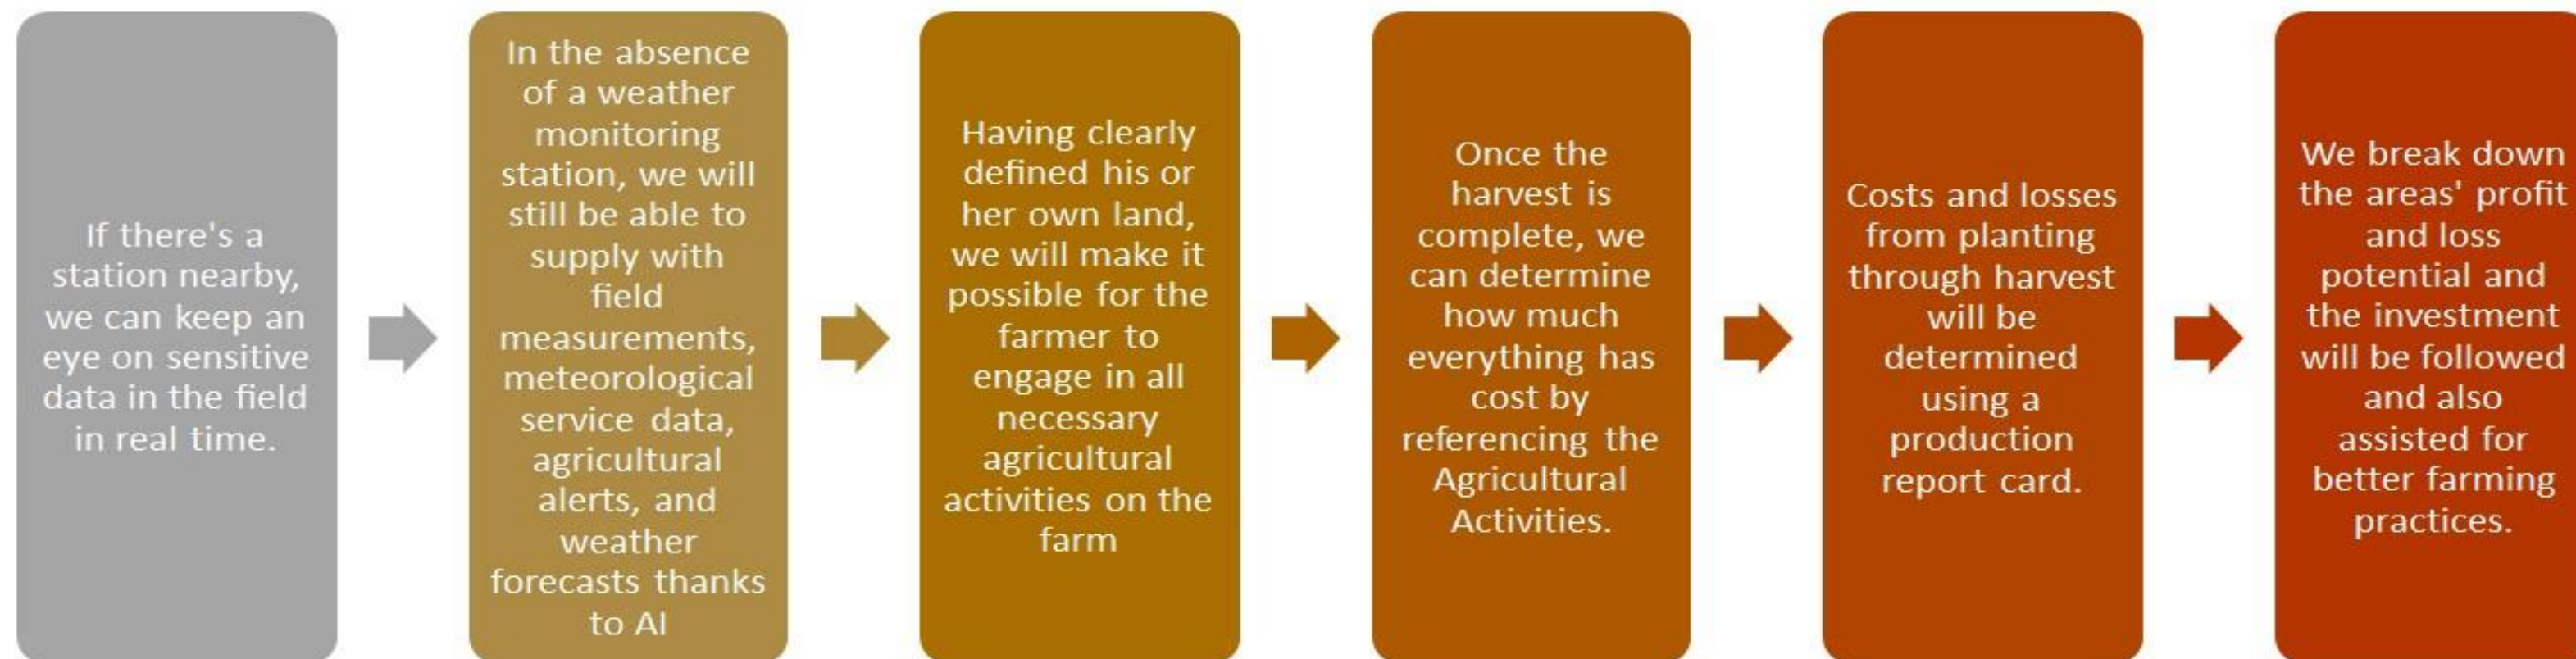 If there's a
station nearby,
we can keep an
eye on sensitive
data in the field
in real time.
In the absence
of a weather
monitoring
station, we will
still be able to
supply with
field
measurements,
meteorological
service data,
agricultural
alerts, and
weather
forecasts thanks
to AI
Having clearly
defined his or
her own land,
we will make it
possible for the
farmer to
engage in all
necessary
agricultural
activities on the
farm
Once the
harvest is
complete, we
can determine
how much
everything has
cost by
referencing the
Agricultural
Activities.
Costs and losses
from planting
through harvest
will be
determined
using a
production
report card.
We break down
the areas' profit
and loss
potential and
the investment
will be followed
and also
assisted for
better farming
practices.